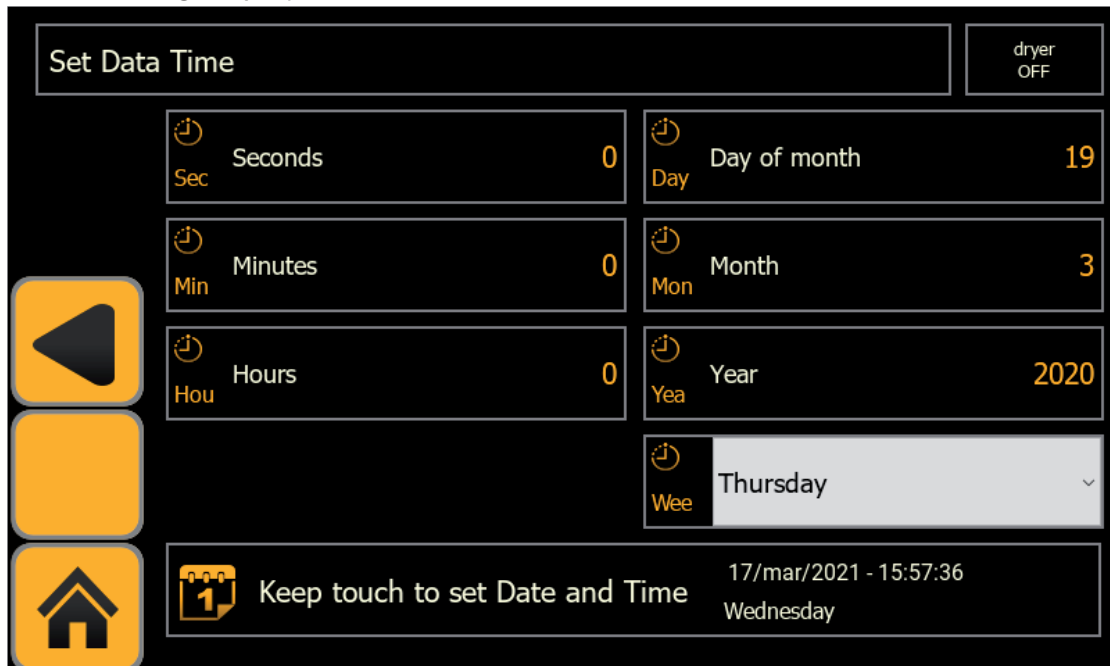 Set Data Time
dryer
OFF
Sec
Seconds
0
Day
Day of month
19
Min
Minutes
0
Mon
Month
3
Hou
Hours
0
Yea
Year
2020
Wee
Thursday
1
Keep touch to set Date and Time
17/mar/2021 - 15:57:36
Wednesday